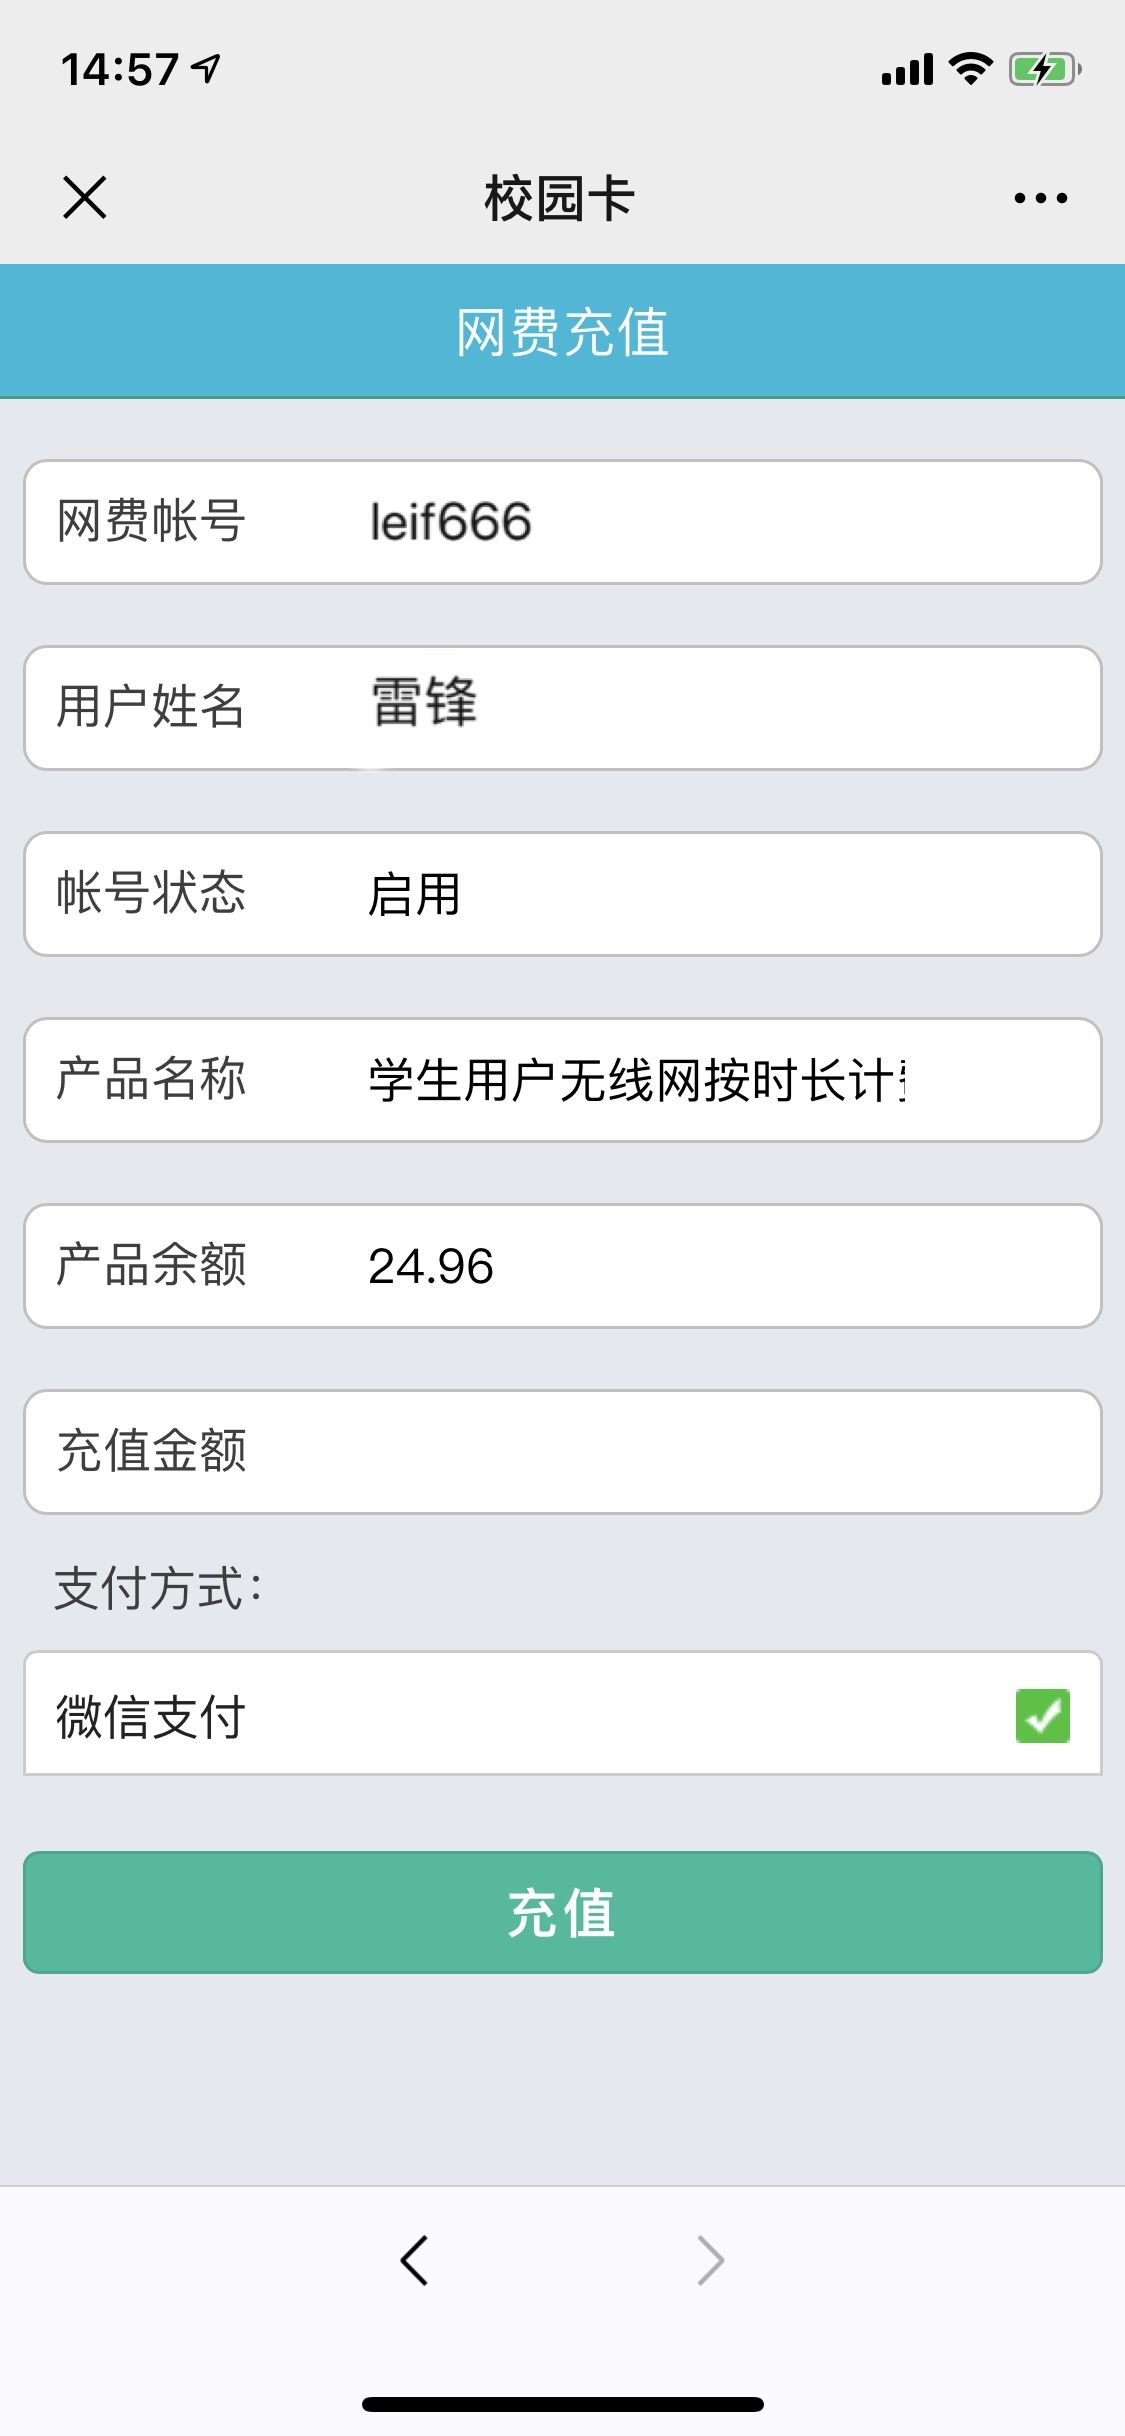 14:57
校园卡
网费充值
网费帐号 leif666
用户姓名 雷锋
帐号状态 启用
产品名称 学生用户无线网按时长计
产品余额 24.96
充值金额
支付方式：
微信支付
充值